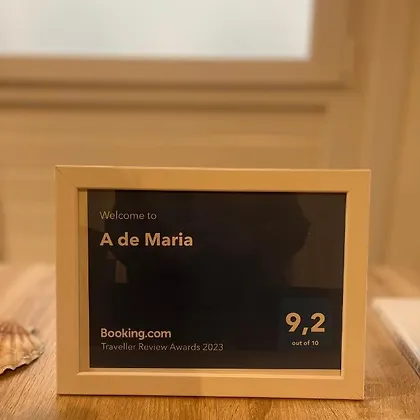 Welcome to
A de Maria
Booking.com
Traveller Review Awards 2023
9,2
out of 10